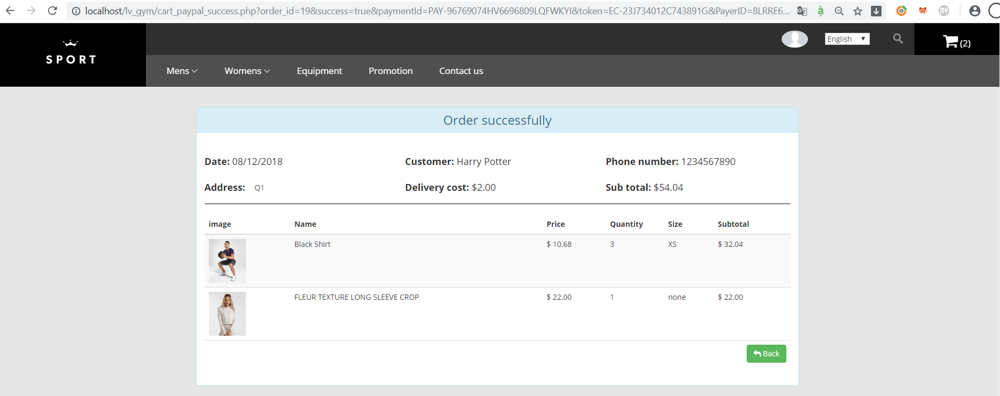 localhost/lv_gym/cart_paypal_success.php?order_id=19&success=true&paymentId=PAY-96769074HV6696809LQFWKYI&token=EC-23J734012C743891G&PayerID=8LRRE6...
SPORT
English
(2)
Mens Womens Equipment Promotion Contact us
Order successfully
Date: 08/12/2018 Customer: Harry Potter Phone number: 1234567890
Address: Q1 Delivery cost: $2.00 Sub total: $54.04
image Name Price Quantity Size Subtotal
Black Shirt $ 10.68 3 XS $ 32.04
FLEUR TEXTURE LONG SLEEVE CROP $ 22.00 1 none $ 22.00
Back